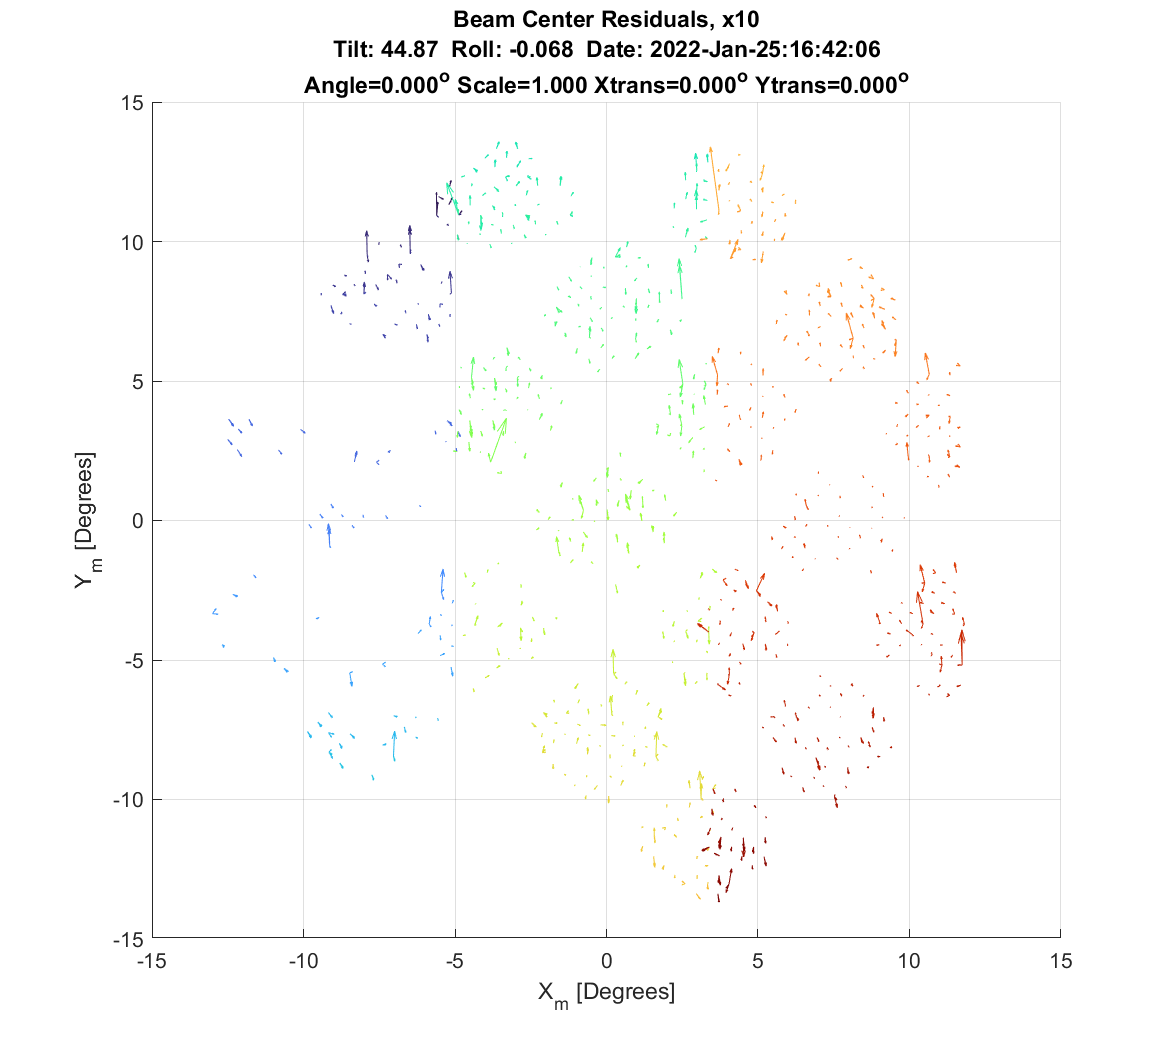 Beam Center Residuals, x10
Tilt: 44.87 Roll: -0.068 Date: 2022-Jan-25:16:42:06
Angle=0.000° Scale=1.000 Xtrans=0.000° Ytrans=0.000°
15
10
5
0
-5
-10
-15
Y_m [Degrees]
-15 -10 -5 0 5 10 15
X_m [Degrees]